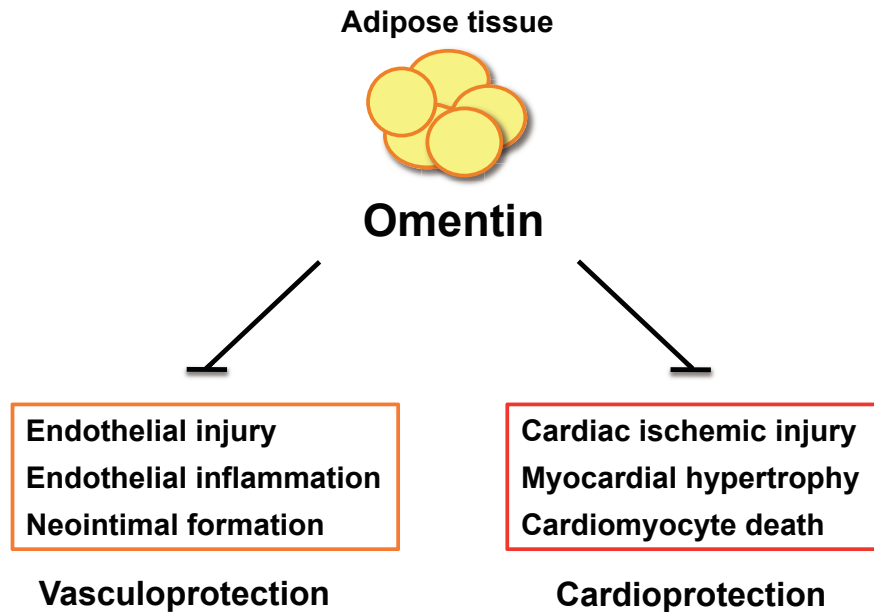 Adipose tissue
Omentin
Endothelial injury
Endothelial inflammation
Neointimal formation
Vasculoprotection
Cardiac ischemic injury
Myocardial hypertrophy
Cardiomyocyte death
Cardioprotection